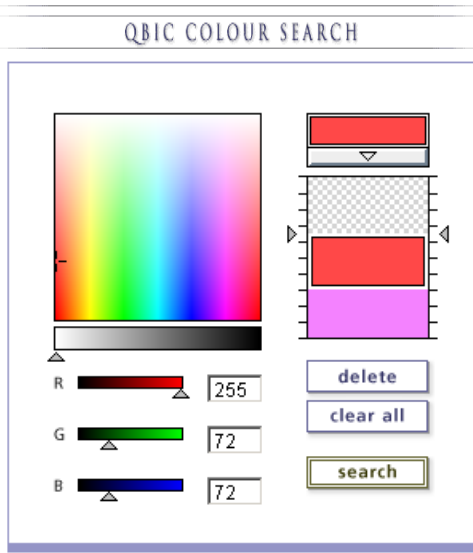 QBIC COLOUR SEARCH
R 255
G 72
B 72
delete
clear all
search